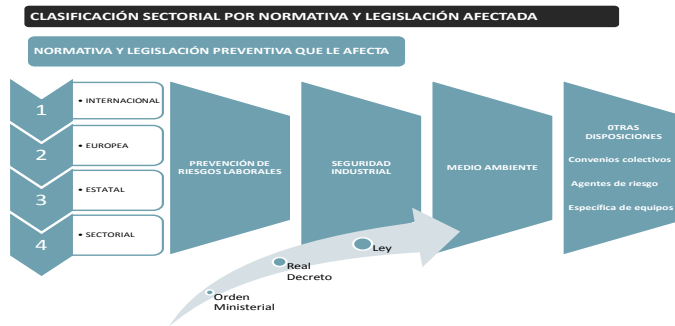 CLASIFICACIÓN SECTORIAL POR NORMATIVA Y LEGISLACIÓN AFECTADA
NORMATIVA Y LEGISLACIÓN PREVENTIVA QUE LE AFECTA
1
• INTERNACIONAL
2
• EUROPEA
3
• ESTATAL
4
• SECTORIAL
PREVENCIÓN DE
RIESGOS LABORALES
SEGURIDAD
INDUSTRIAL
MEDIO AMBIENTE
0TRAS
DISPOSICIONES
Convenios colectivos
Agentes de riesgo
Específica de equipos
Orden
Ministerial
Real
Decreto
Ley